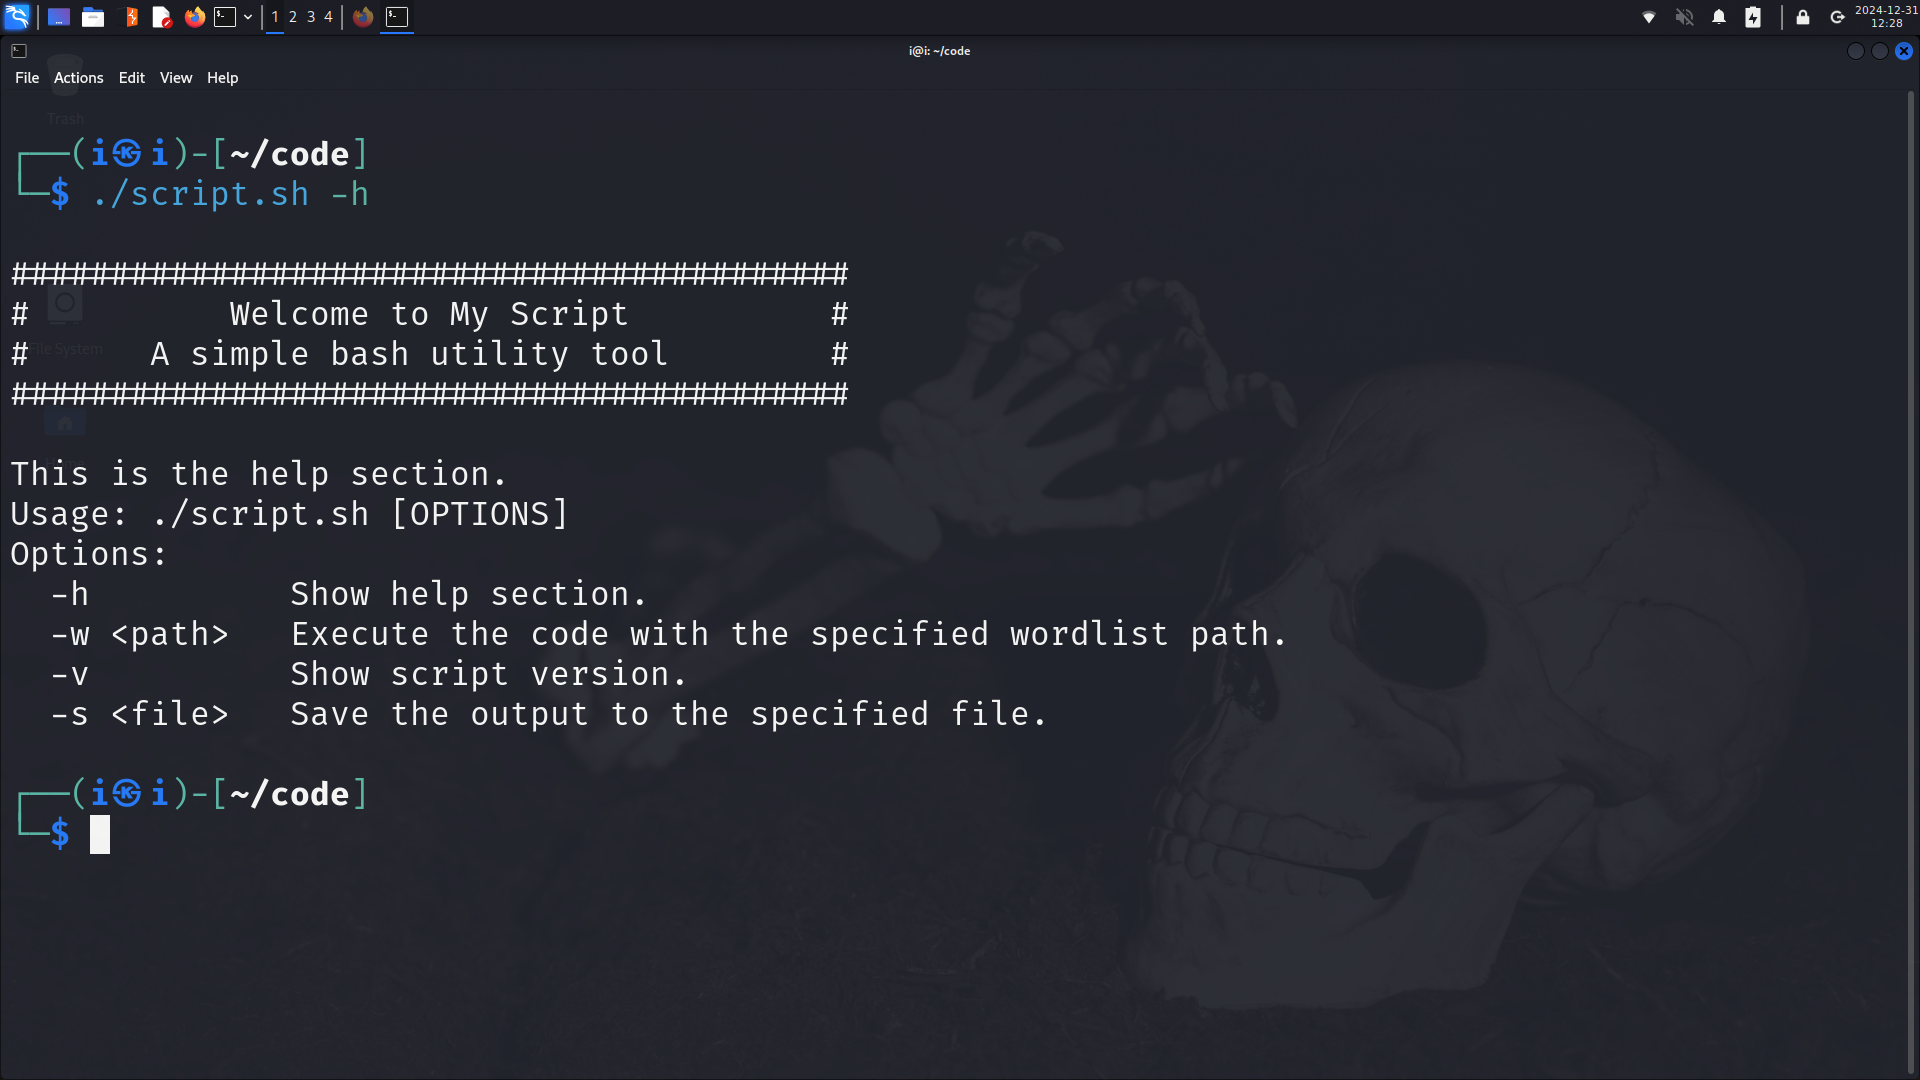 1 2 3 4
2024-12-31
12:28
i@i: ~/code
File Actions Edit View Help
Trash
┌──(i㉿i)-[~/code]
└─$ ./script.sh -h
##########################################
#          Welcome to My Script          #
#      A simple bash utility tool        #
##########################################
File System
This is the help section.
Usage: ./script.sh [OPTIONS]
Options:
  -h          Show help section.
  -w <path>   Execute the code with the specified wordlist path.
  -v          Show script version.
  -s <file>   Save the output to the specified file.
┌──(i㉿i)-[~/code]
└─$